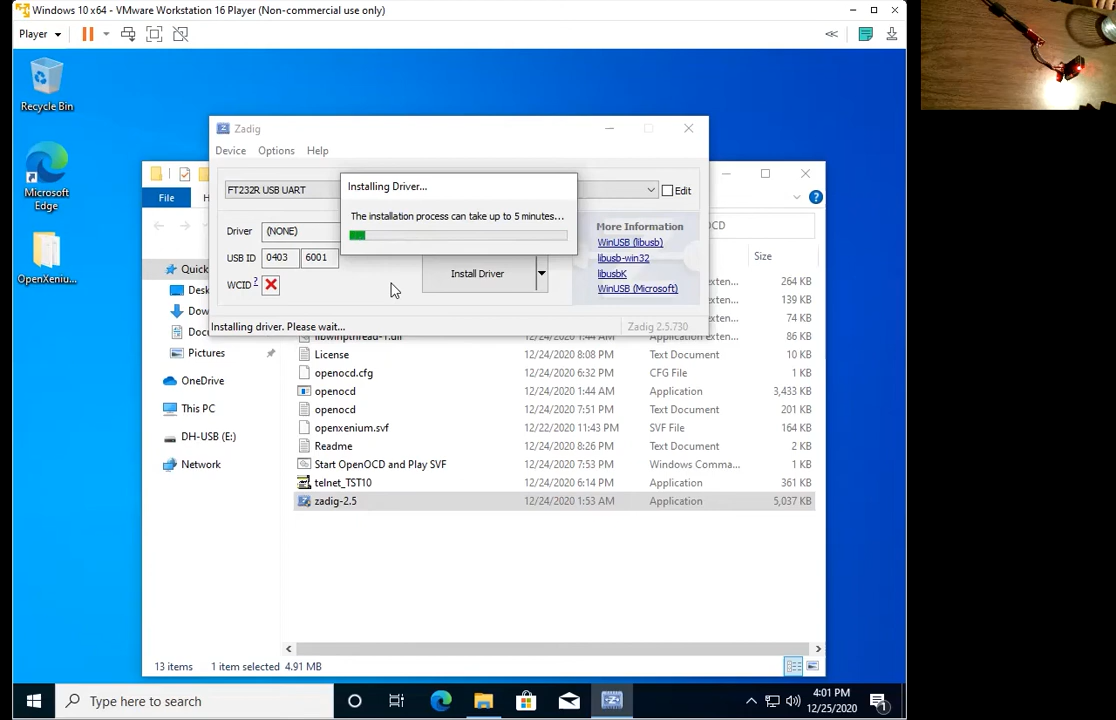 Windows 10 x64 - VMware Workstation 16 Player (Non-commercial use only)
Player
Recycle Bin
Microsoft Edge
OpenXeniu...
Zadig
Device Options Help
FT232R USB UART
Edit
Installing Driver...
The installation process can take up to 5 minutes...
Driver (NONE)
USB ID 0403 6001
WCID ?
Install Driver
More Information
WinUSB (libusb)
libusb-win32
libusbK
WinUSB (Microsoft)
Installing driver. Please wait...
Zadig 2.5.730
File
OCD
Size
Quick
Desk
Dow
Doc
Pictures
OneDrive
This PC
DH-USB (E:)
Network
exten... 264 KB
exten... 139 KB
exten... 74 KB
exten... 86 KB
License 12/24/2020 8:08 PM Text Document 10 KB
openocd.cfg 12/24/2020 6:32 PM CFG File 1 KB
openocd 12/24/2020 1:44 AM Application 3,433 KB
openocd 12/24/2020 7:51 PM Text Document 201 KB
openxenium.svf 12/22/2020 11:43 PM SVF File 164 KB
Readme 12/24/2020 8:26 PM Text Document 2 KB
Start OpenOCD and Play SVF 12/24/2020 7:53 PM Windows Comma... 1 KB
telnet_TST10 12/24/2020 6:14 PM Application 361 KB
zadig-2.5 12/24/2020 1:53 AM Application 5,037 KB
13 items 1 item selected 4.91 MB
Type here to search
4:01 PM
12/25/2020
1